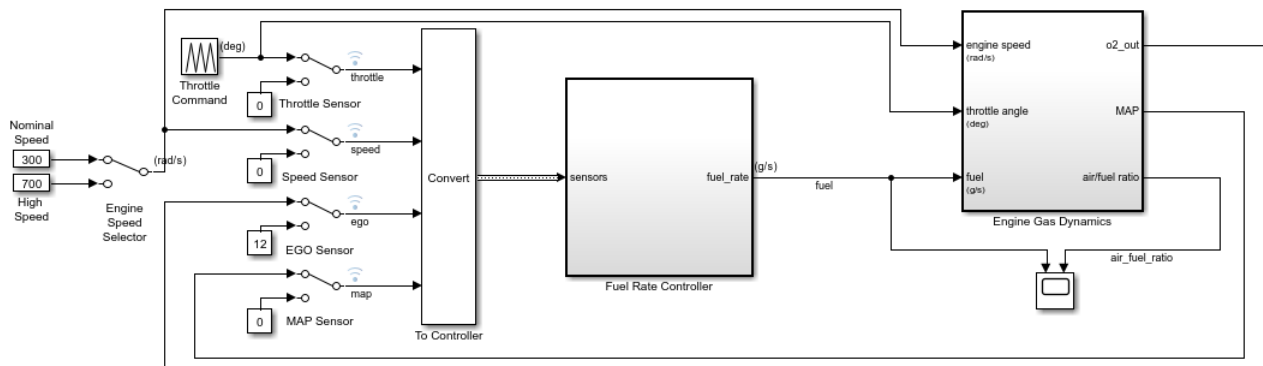 (deg)
Throttle
Command
throttle
0
Throttle Sensor
Nominal
Speed
300
700
High
Speed
(rad/s)
Engine
Speed
Selector
speed
0
Speed Sensor
ego
12
EGO Sensor
map
0
MAP Sensor
Convert
To Controller
sensors
fuel_rate
Fuel Rate Controller
(g/s)
fuel
engine speed
(rad/s)
throttle angle
(deg)
fuel
(g/s)
o2_out
MAP
air/fuel ratio
Engine Gas Dynamics
air_fuel_ratio